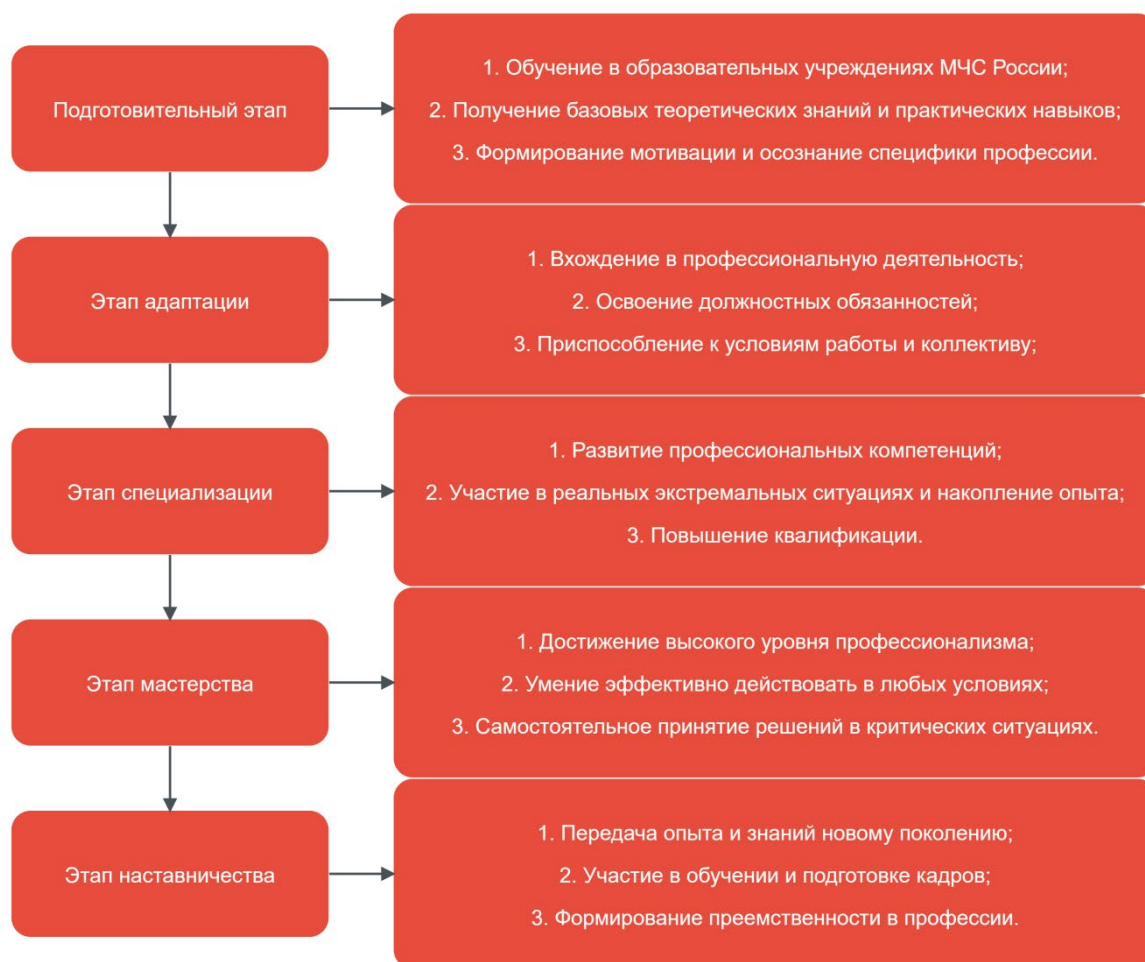 Подготовительный этап
1. Обучение в образовательных учреждениях МЧС России;
2. Получение базовых теоретических знаний и практических навыков;
3. Формирование мотивации и осознание специфики профессии.
Этап адаптации
1. Вхождение в профессиональную деятельность;
2. Освоение должностных обязанностей;
3. Приспособление к условиям работы и коллективу;
Этап специализации
1. Развитие профессиональных компетенций;
2. Участие в реальных экстремальных ситуациях и накопление опыта;
3. Повышение квалификации.
Этап мастерства
1. Достижение высокого уровня профессионализма;
2. Умение эффективно действовать в любых условиях;
3. Самостоятельное принятие решений в критических ситуациях.
Этап наставничества
1. Передача опыта и знаний новому поколению;
2. Участие в обучении и подготовке кадров;
3. Формирование преемственности в профессии.